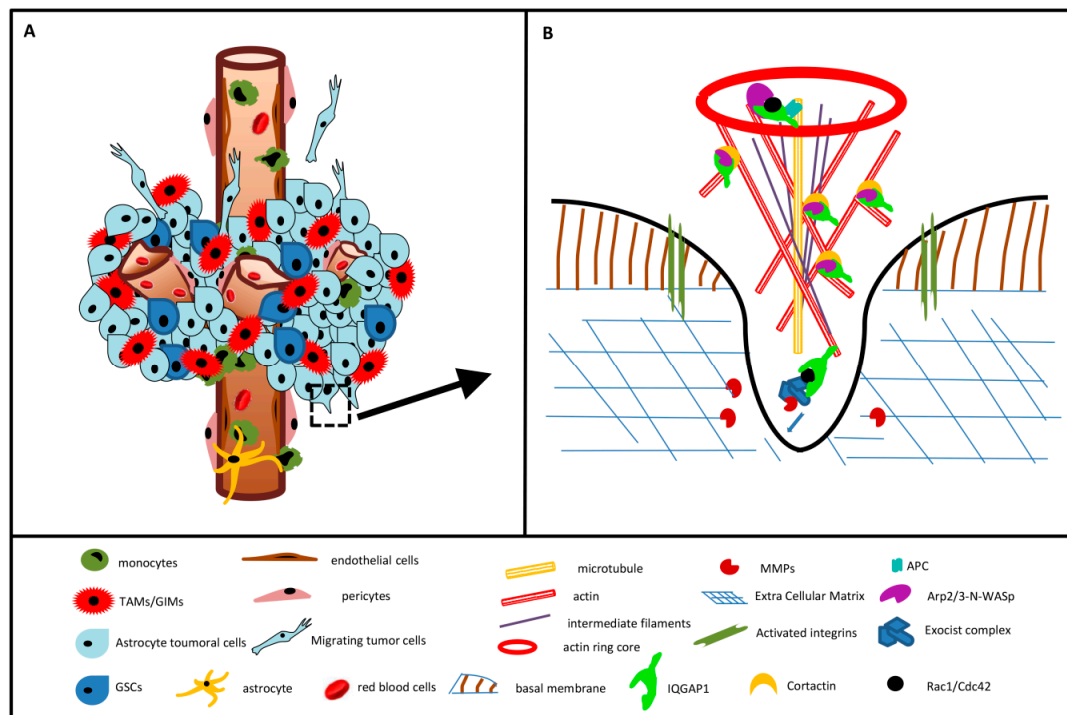 A
B
monocytes
endothelial cells
microtubule
MMPs
APC
TAMs/GIMs
pericytes
actin
Extra Cellular Matrix
Arp2/3-N-WASp
intermediate filaments
Astrocyte toumoral cells
Migrating tumor cells
actin ring core
Activated integrins
Exocist complex
GSCs
astrocyte
red blood cells
basal membrane
IQGAP1
Cortactin
Rac1/Cdc42